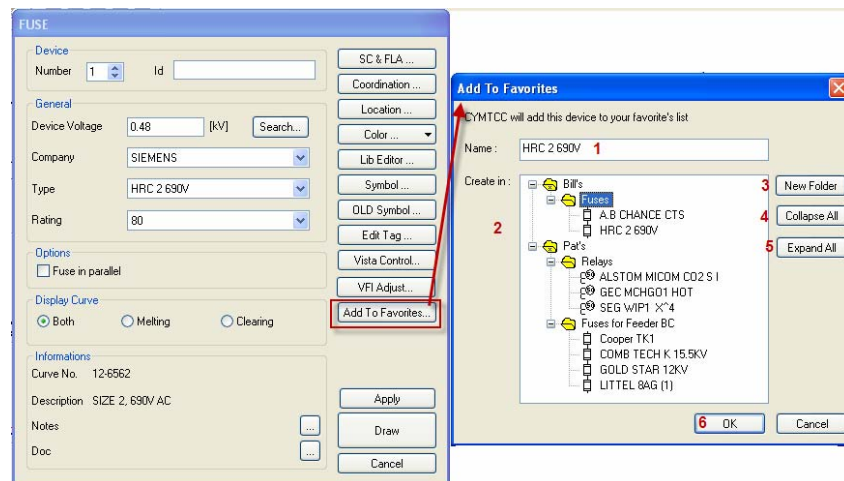 FUSE
Device
Number 1 Id
General
Device Voltage 0.48 [kV] Search...
Company SIEMENS
Type HRC 2 690V
Rating 80
Options
Fuse in parallel
Display Curve
Both Melting Clearing
Informations
Curve No. 12-6562
Description SIZE 2, 690V AC
Notes ...
Doc ...
SC & FLA ...
Coordination ...
Location ...
Color ...
Lib Editor ...
Symbol ...
OLD Symbol ...
Edit Tag ...
Vista Control...
VFI Adjust...
Add To Favorites...
Apply
Draw
Cancel
Add To Favorites
CYMTCC will add this device to your favorite's list
Name : HRC 2 690V 1
Create in :
2
Bill's
Fuses
A.B CHANCE CTS
HRC 2 690V
Pat's
Relays
ALSTOM MICOM CO2 S I
GEC MCHG01 HOT
SEG WIP1 X^4
Fuses for Feeder BC
Cooper TK1
COMB TECH K 15.5KV
GOLD STAR 12KV
LITTEL 8AG (1)
3 New Folder
4 Collapse All
5 Expand All
6 OK Cancel